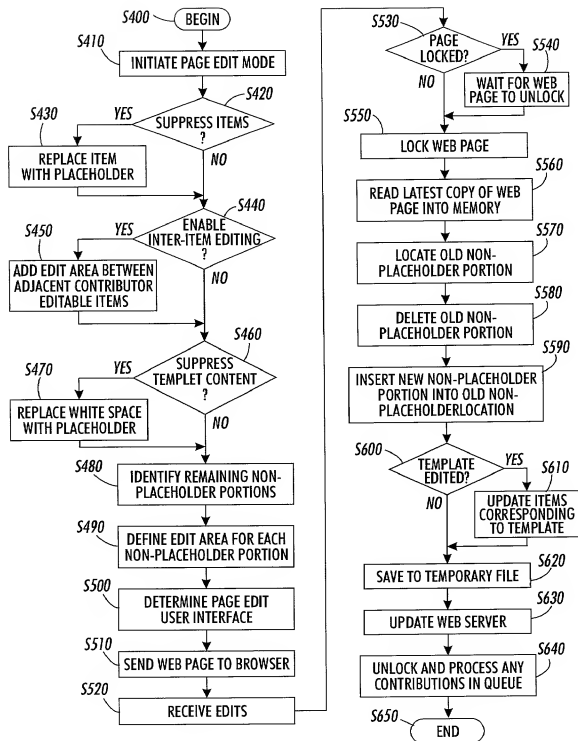 S400
BEGIN
S410
INITIATE PAGE EDIT MODE
S420
SUPPRESS ITEMS
?
YES
NO
S430
REPLACE ITEM
WITH PLACEHOLDER
S440
ENABLE
INTER-ITEM EDITING
?
YES
NO
S450
ADD EDIT AREA BETWEEN
ADJACENT CONTRIBUTOR
EDITABLE ITEMS
S460
SUPPRESS
TEMPLET CONTENT
?
YES
NO
S470
REPLACE WHITE SPACE
WITH PLACEHOLDER
S480
IDENTIFY REMAINING NON-
PLACEHOLDER PORTIONS
S490
DEFINE EDIT AREA FOR EACH
NON-PLACEHOLDER PORTION
S500
DETERMINE PAGE EDIT
USER INTERFACE
S510
SEND WEB PAGE TO BROWSER
S520
RECEIVE EDITS
S530
PAGE
LOCKED?
YES
NO
S540
WAIT FOR WEB
PAGE TO UNLOCK
S550
LOCK WEB PAGE
S560
READ LATEST COPY OF WEB
PAGE INTO MEMORY
S570
LOCATE OLD NON-
PLACEHOLDER PORTION
S580
DELETE OLD NON-
PLACEHOLDER PORTION
S590
INSERT NEW NON-PLACEHOLDER
PORTION INTO OLD NON-
PLACEHOLDERLOCATION
S600
TEMPLATE
EDITED?
YES
NO
S610
UPDATE ITEMS
CORRESPONDING
TO TEMPLATE
S620
SAVE TO TEMPORARY FILE
S630
UPDATE WEB SERVER
S640
UNLOCK AND PROCESS ANY
CONTRIBUTIONS IN QUEUE
S650
END